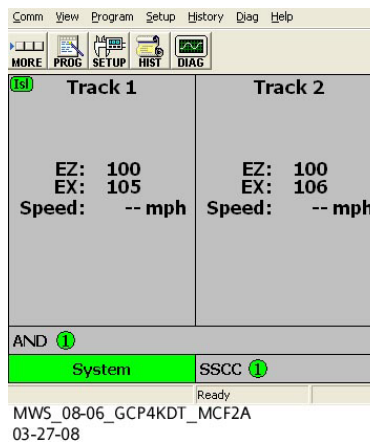 Comm View Program Setup History Diag Help
MORE PROG SETUP HIST DIAG
Isl Track 1 Track 2
EZ: 100 EZ: 100
EX: 105 EX: 106
Speed: -- mph Speed: -- mph
AND 1
System SSCC 1
Ready
MWS_08-06_GCP4KDT_MCF2A
03-27-08